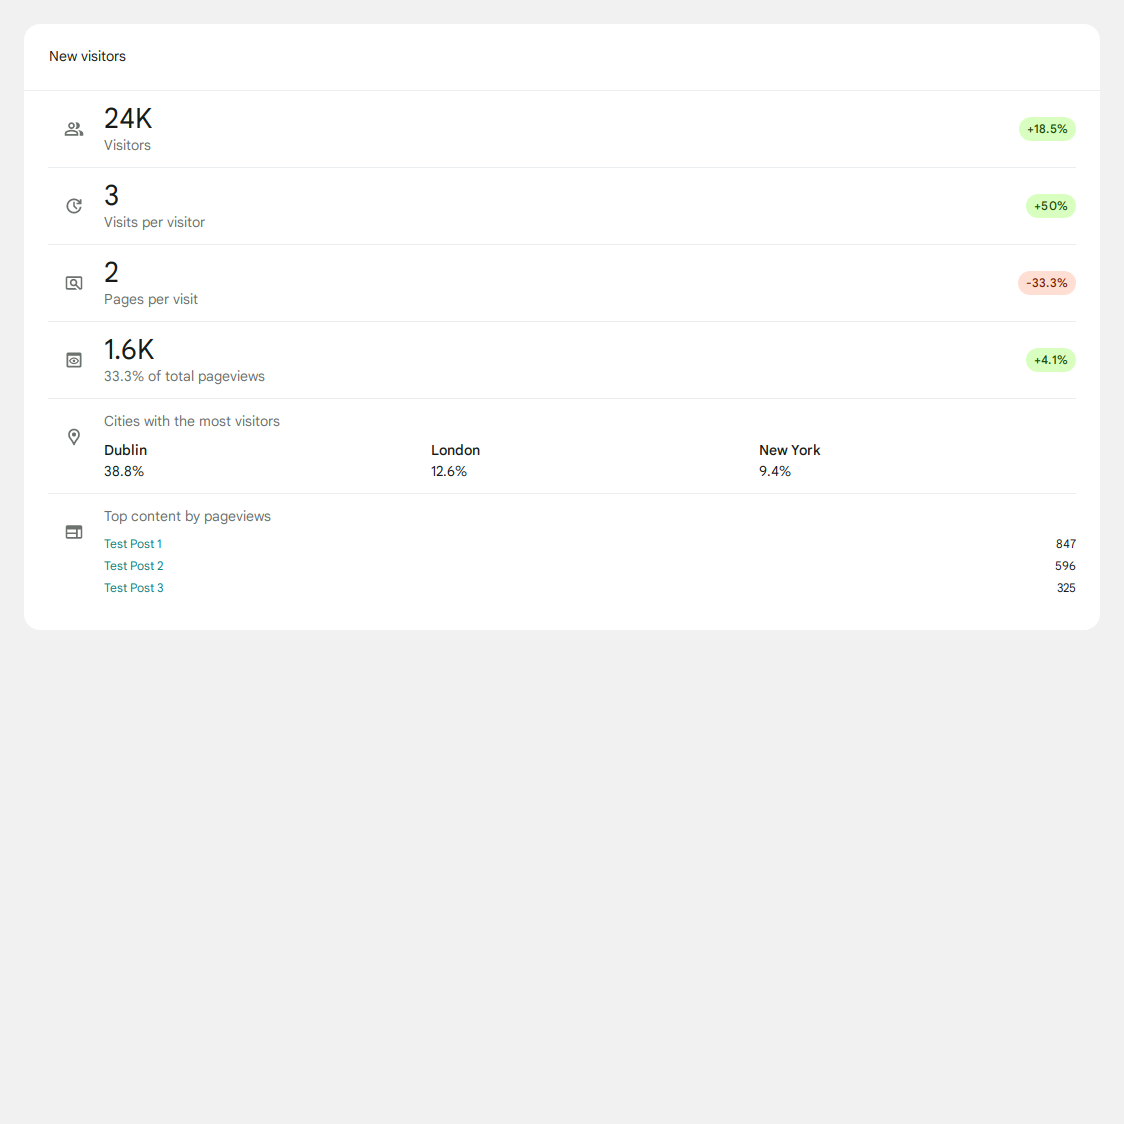 New visitors
24K
Visitors
+18.5%
3
Visits per visitor
+50%
2
Pages per visit
-33.3%
1.6K
33.3% of total pageviews
+4.1%
Cities with the most visitors
Dublin London New York
38.8% 12.6% 9.4%
Top content by pageviews
Test Post 1 847
Test Post 2 596
Test Post 3 325